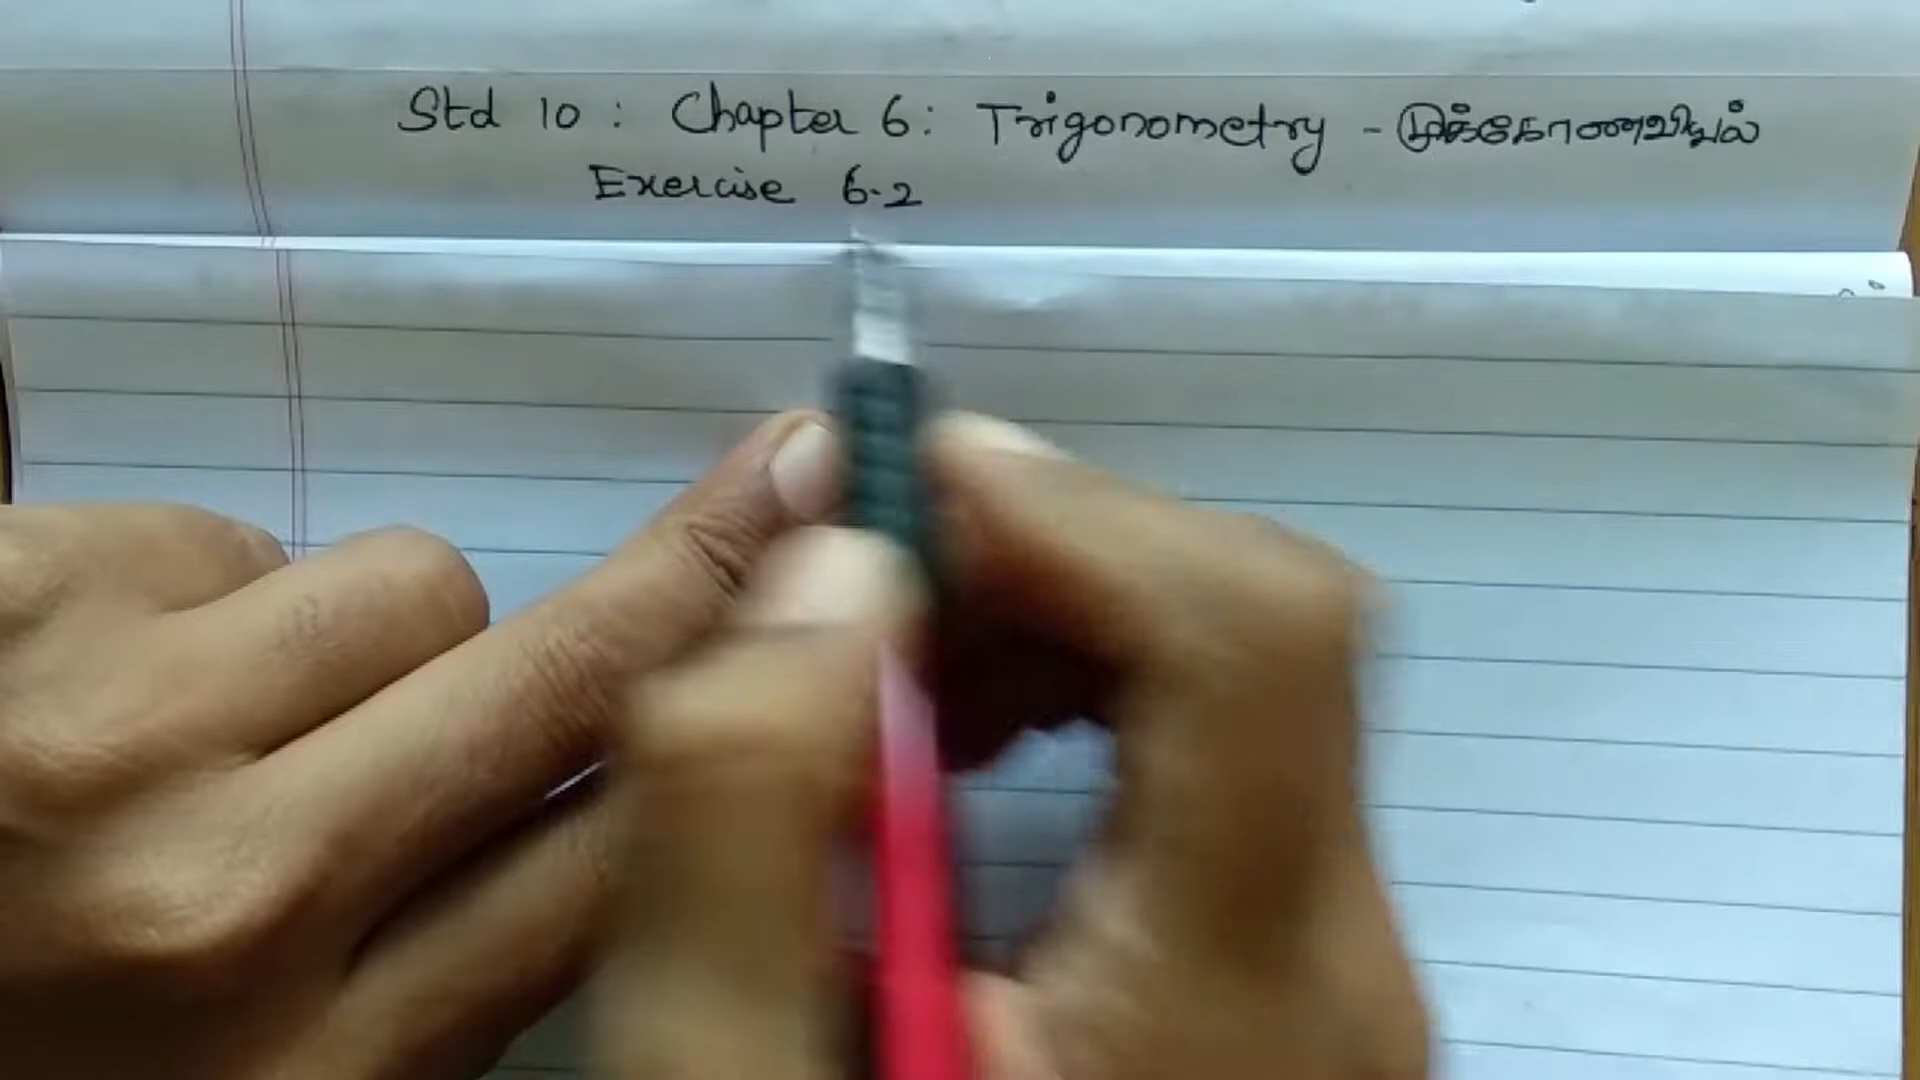 Std 10 : Chapter 6 : Trigonometry - முக்கோணவியல்
Exercise 6.2